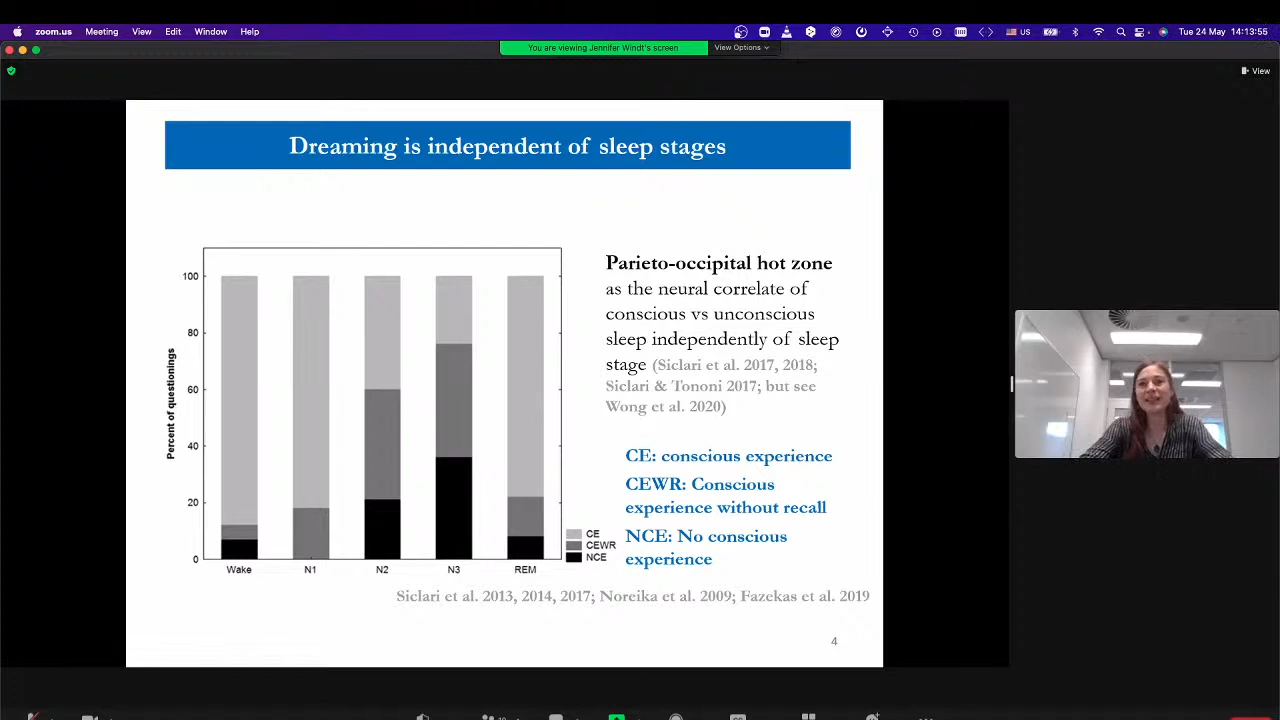 zoom.us Meeting View Edit Window Help US Tue 24 May 14:13:55
You are viewing Jennifer Windt's screen View Options
View
Dreaming is independent of sleep stages
Parieto-occipital hot zone
as the neural correlate of
conscious vs unconscious
sleep independently of sleep
stage (Siclari et al. 2017, 2018;
Siclari & Tononi 2017; but see
Wong et al. 2020)
CE: conscious experience
CEWR: Conscious
experience without recall
NCE: No conscious
experience
Percent of questionings
100
80
60
40
20
0
Wake N1 N2 N3 REM
CE
CEWR
NCE
Siclari et al. 2013, 2014, 2017; Noreika et al. 2009; Fazekas et al. 2019
4